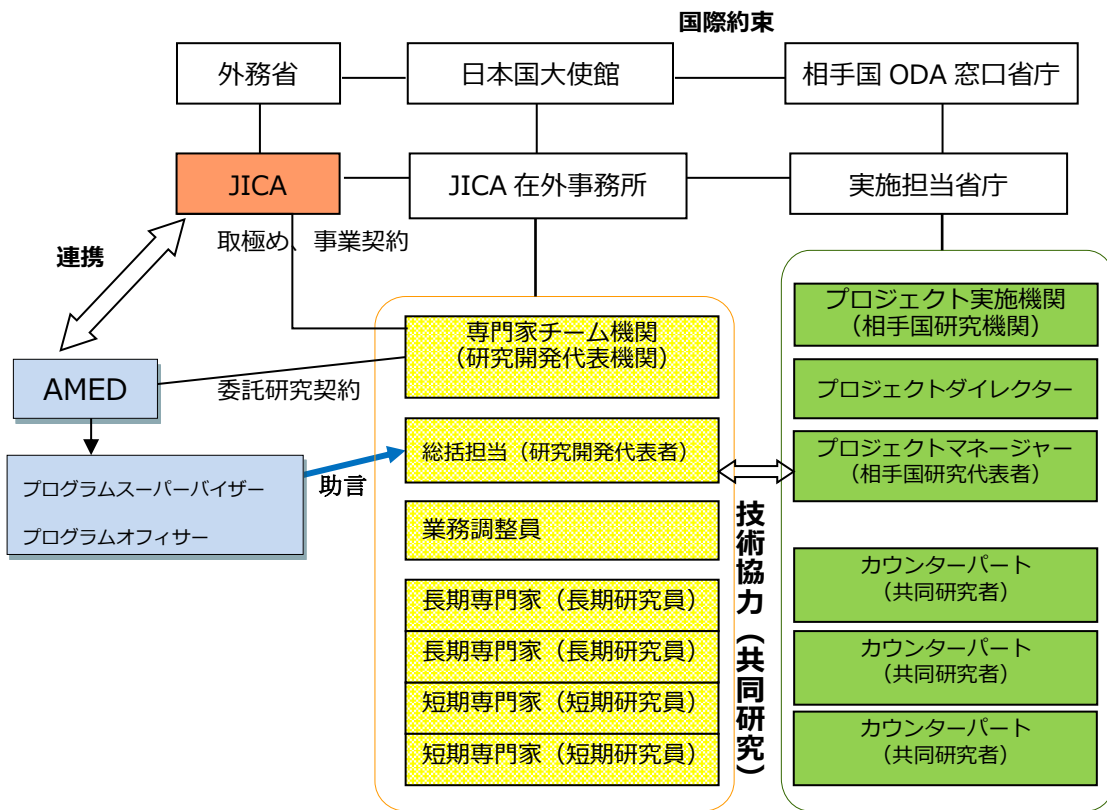 国際約束
外務省
日本国大使館
相手国 ODA 窓口省庁
JICA
JICA 在外事務所
実施担当省庁
連携
取極め、事業契約
専門家チーム機関
（研究開発代表機関）
プロジェクト実施機関
（相手国研究機関）
AMED
委託研究契約
プロジェクトダイレクター
総括担当（研究開発代表者）
プロジェクトマネージャー
（相手国研究代表者）
プログラムスーパーバイザー
プログラムオフィサー
助言
業務調整員
技術協力（共同研究）
長期専門家（長期研究員）
長期専門家（長期研究員）
短期専門家（短期研究員）
短期専門家（短期研究員）
カウンターパート
（共同研究者）
カウンターパート
（共同研究者）
カウンターパート
（共同研究者）